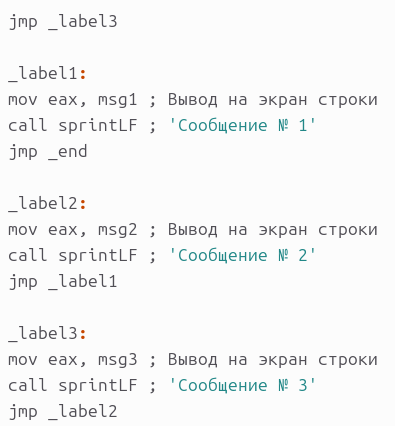 jmp _label3
_label1:
mov eax, msg1 ; Вывод на экран строки
call sprintLF ; 'Сообщение № 1'
jmp _end
_label2:
mov eax, msg2 ; Вывод на экран строки
call sprintLF ; 'Сообщение № 2'
jmp _label1
_label3:
mov eax, msg3 ; Вывод на экран строки
call sprintLF ; 'Сообщение № 3'
jmp _label2